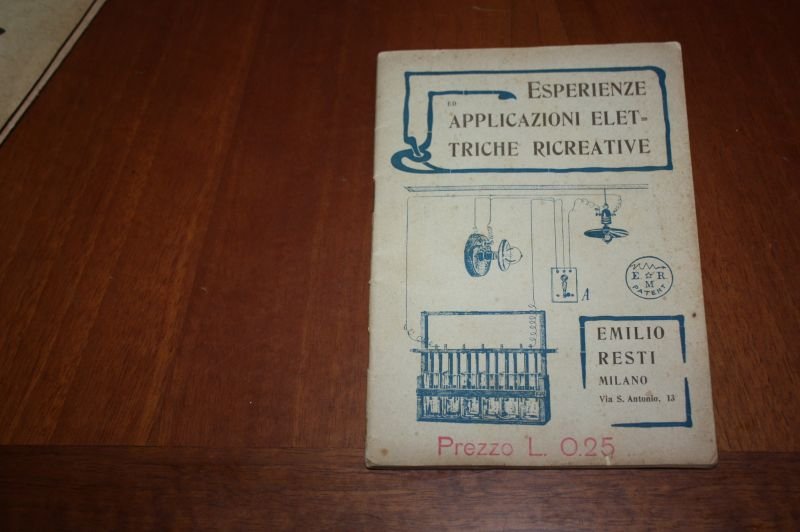 ESPERIENZE
ED
APPLICAZIONI ELET=
TRICHE RICREATIVE
A
E. ☆ R.
M
PATENT
EMILIO
RESTI
MILANO
Via S. Antonio, 13
Prezzo L. 0.25